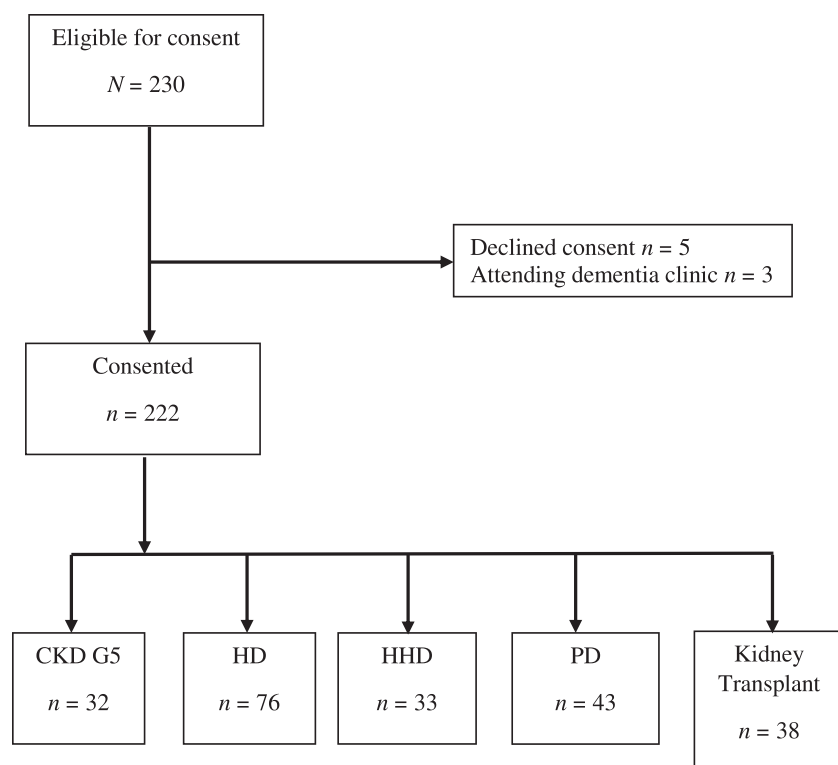 Eligible for consent
N = 230
Declined consent n = 5
Attending dementia clinic n = 3
Consented
n = 222
CKD G5
n = 32
HD
n = 76
HHD
n = 33
PD
n = 43
Kidney
Transplant
n = 38